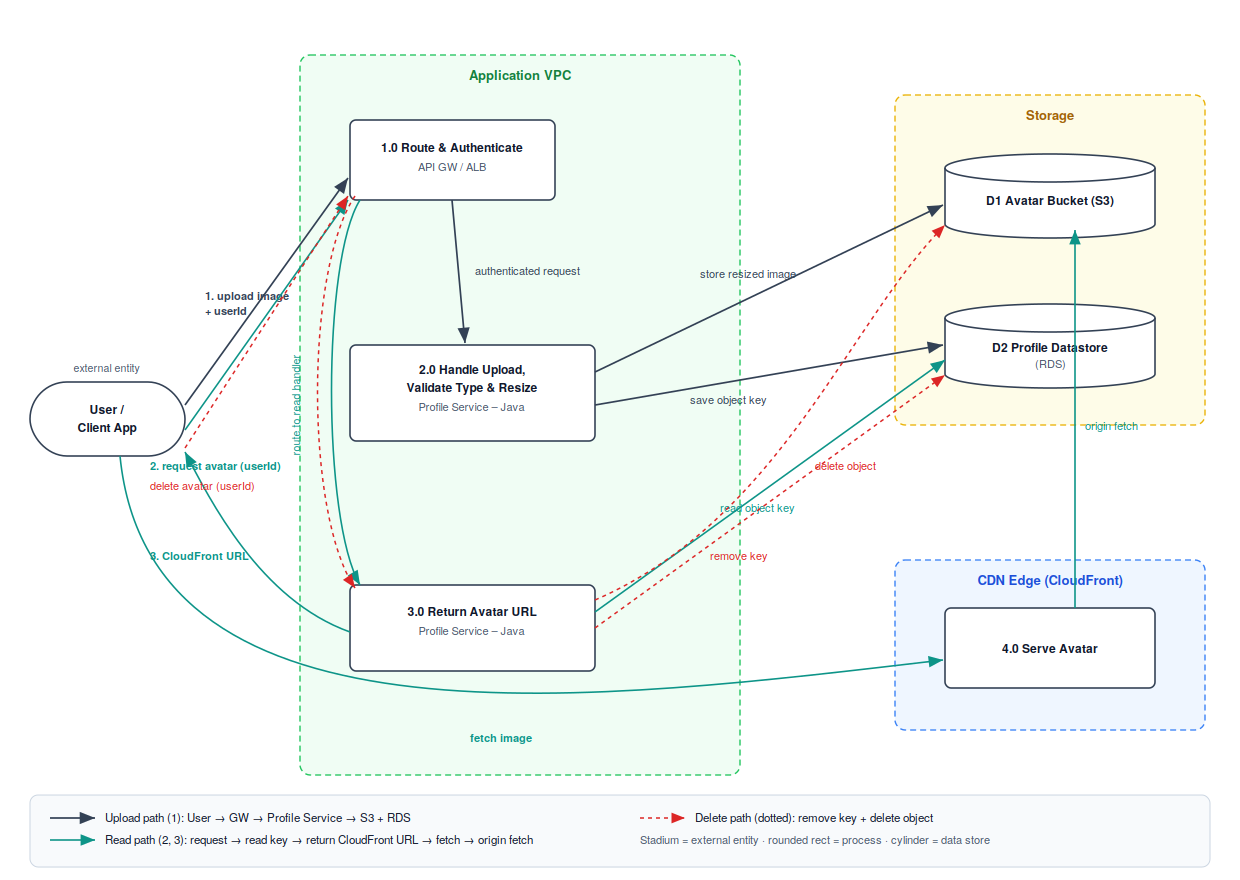 Application VPC
Storage
1.0 Route & Authenticate
API GW / ALB
D1 Avatar Bucket (S3)
authenticated request
store resized image
1. upload image
+ userId
D2 Profile Datastore
(RDS)
external entity
User /
Client App
route to read handler
2.0 Handle Upload,
Validate Type & Resize
Profile Service – Java
save object key
origin fetch
2. request avatar (userId)
delete avatar (userId)
delete object
read object key
3. CloudFront URL
remove key
CDN Edge (CloudFront)
3.0 Return Avatar URL
Profile Service – Java
4.0 Serve Avatar
fetch image
Upload path (1): User → GW → Profile Service → S3 + RDS
Delete path (dotted): remove key + delete object
Read path (2, 3): request → read key → return CloudFront URL → fetch → origin fetch
Stadium = external entity · rounded rect = process · cylinder = data store